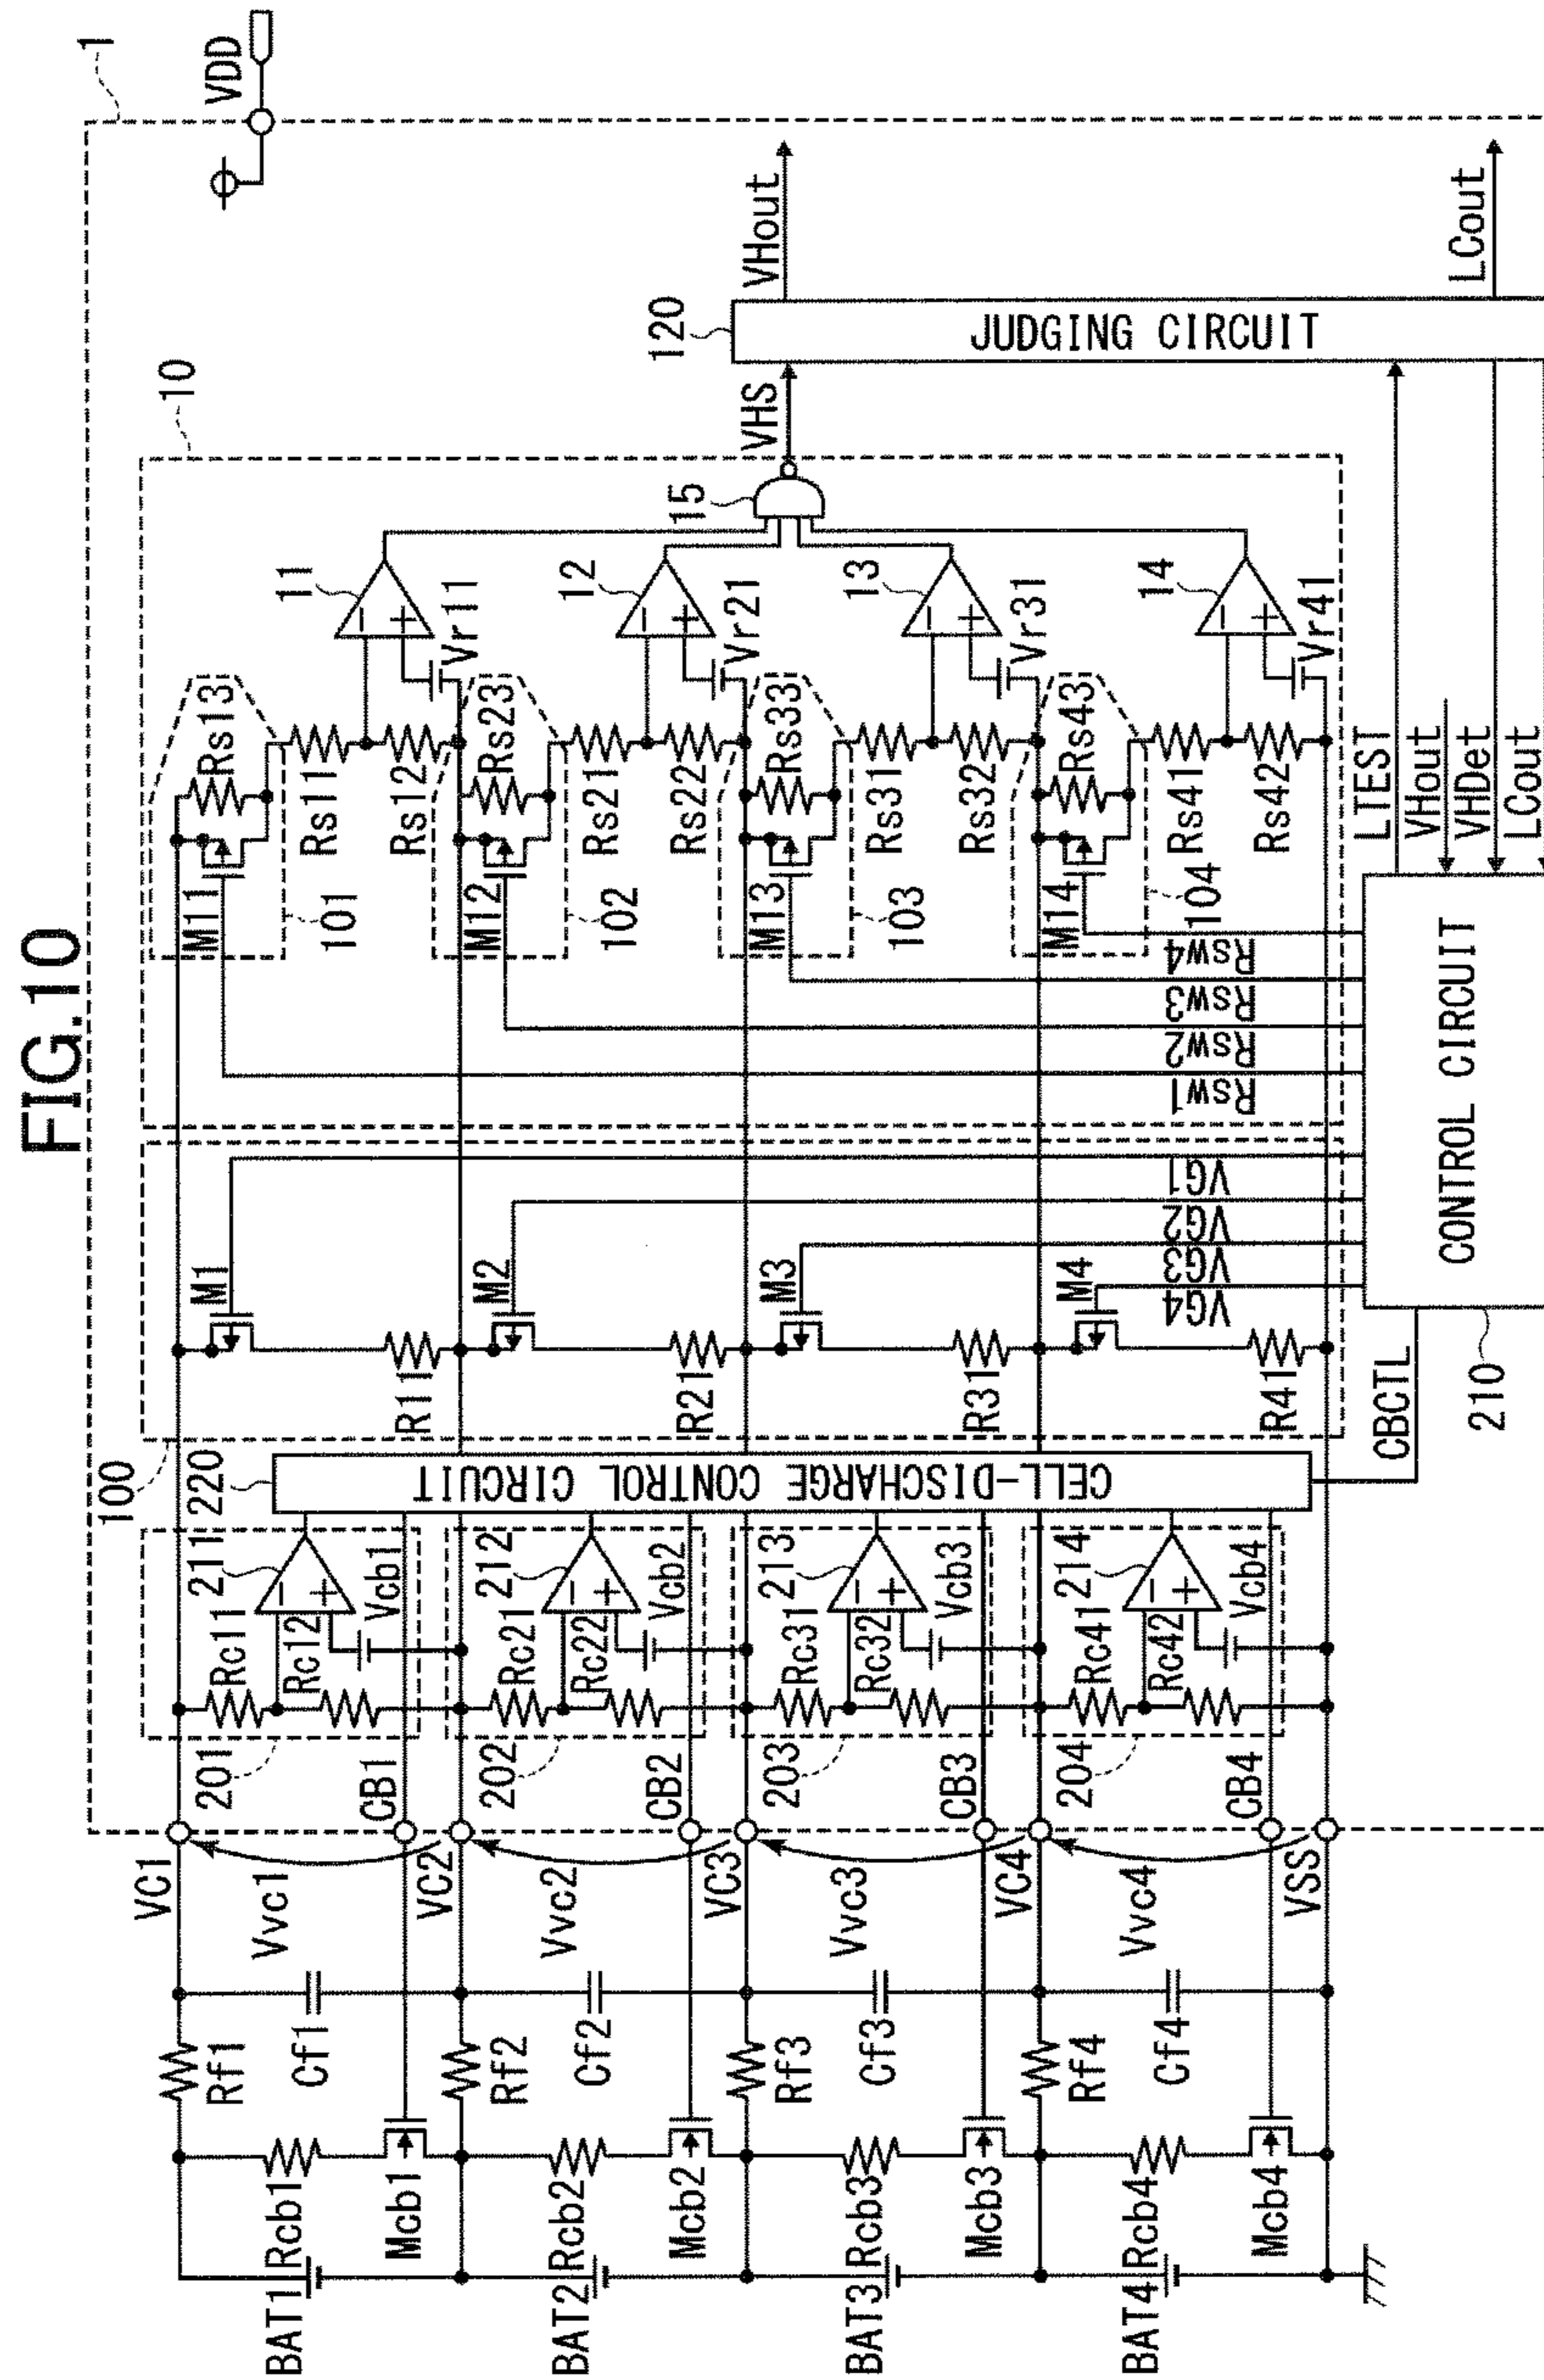 FIG.10
1
VDD
10
120
JUDGING CIRCUIT
VHout
LCout
VHS
15
11
12
13
14
Vr11
Vr21
Vr31
Vr41
Rs13
Rs23
Rs33
Rs43
Rs11
Rs12
Rs21
Rs22
Rs31
Rs32
Rs41
Rs42
M11
M12
M13
M14
101
102
103
104
LTEST
VHout
VHDet
LCout
Rsw4
Rsw3
Rsw2
Rsw1
VG1
VG2
VG3
VG4
CONTROL CIRCUIT
210
CBCTL
M1
M2
M3
M4
R11
R21
R31
R41
100
220
CELL-DISCHARGE CONTROL CIRCUIT
211
212
213
214
Vcb1
Vcb2
Vcb3
Vcb4
Rc11
Rc12
Rc21
Rc22
Rc31
Rc32
Rc41
Rc42
201
202
203
204
CB1
CB2
CB3
CB4
VC1
VC2
VC3
VC4
VSS
Vvc1
Vvc2
Vvc3
Vvc4
Rf1
Cf1
Rf2
Cf2
Rf3
Cf3
Rf4
Cf4
Rcb1
Mcb1
Rcb2
Mcb2
Rcb3
Mcb3
Rcb4
Mcb4
BAT1
BAT2
BAT3
BAT4